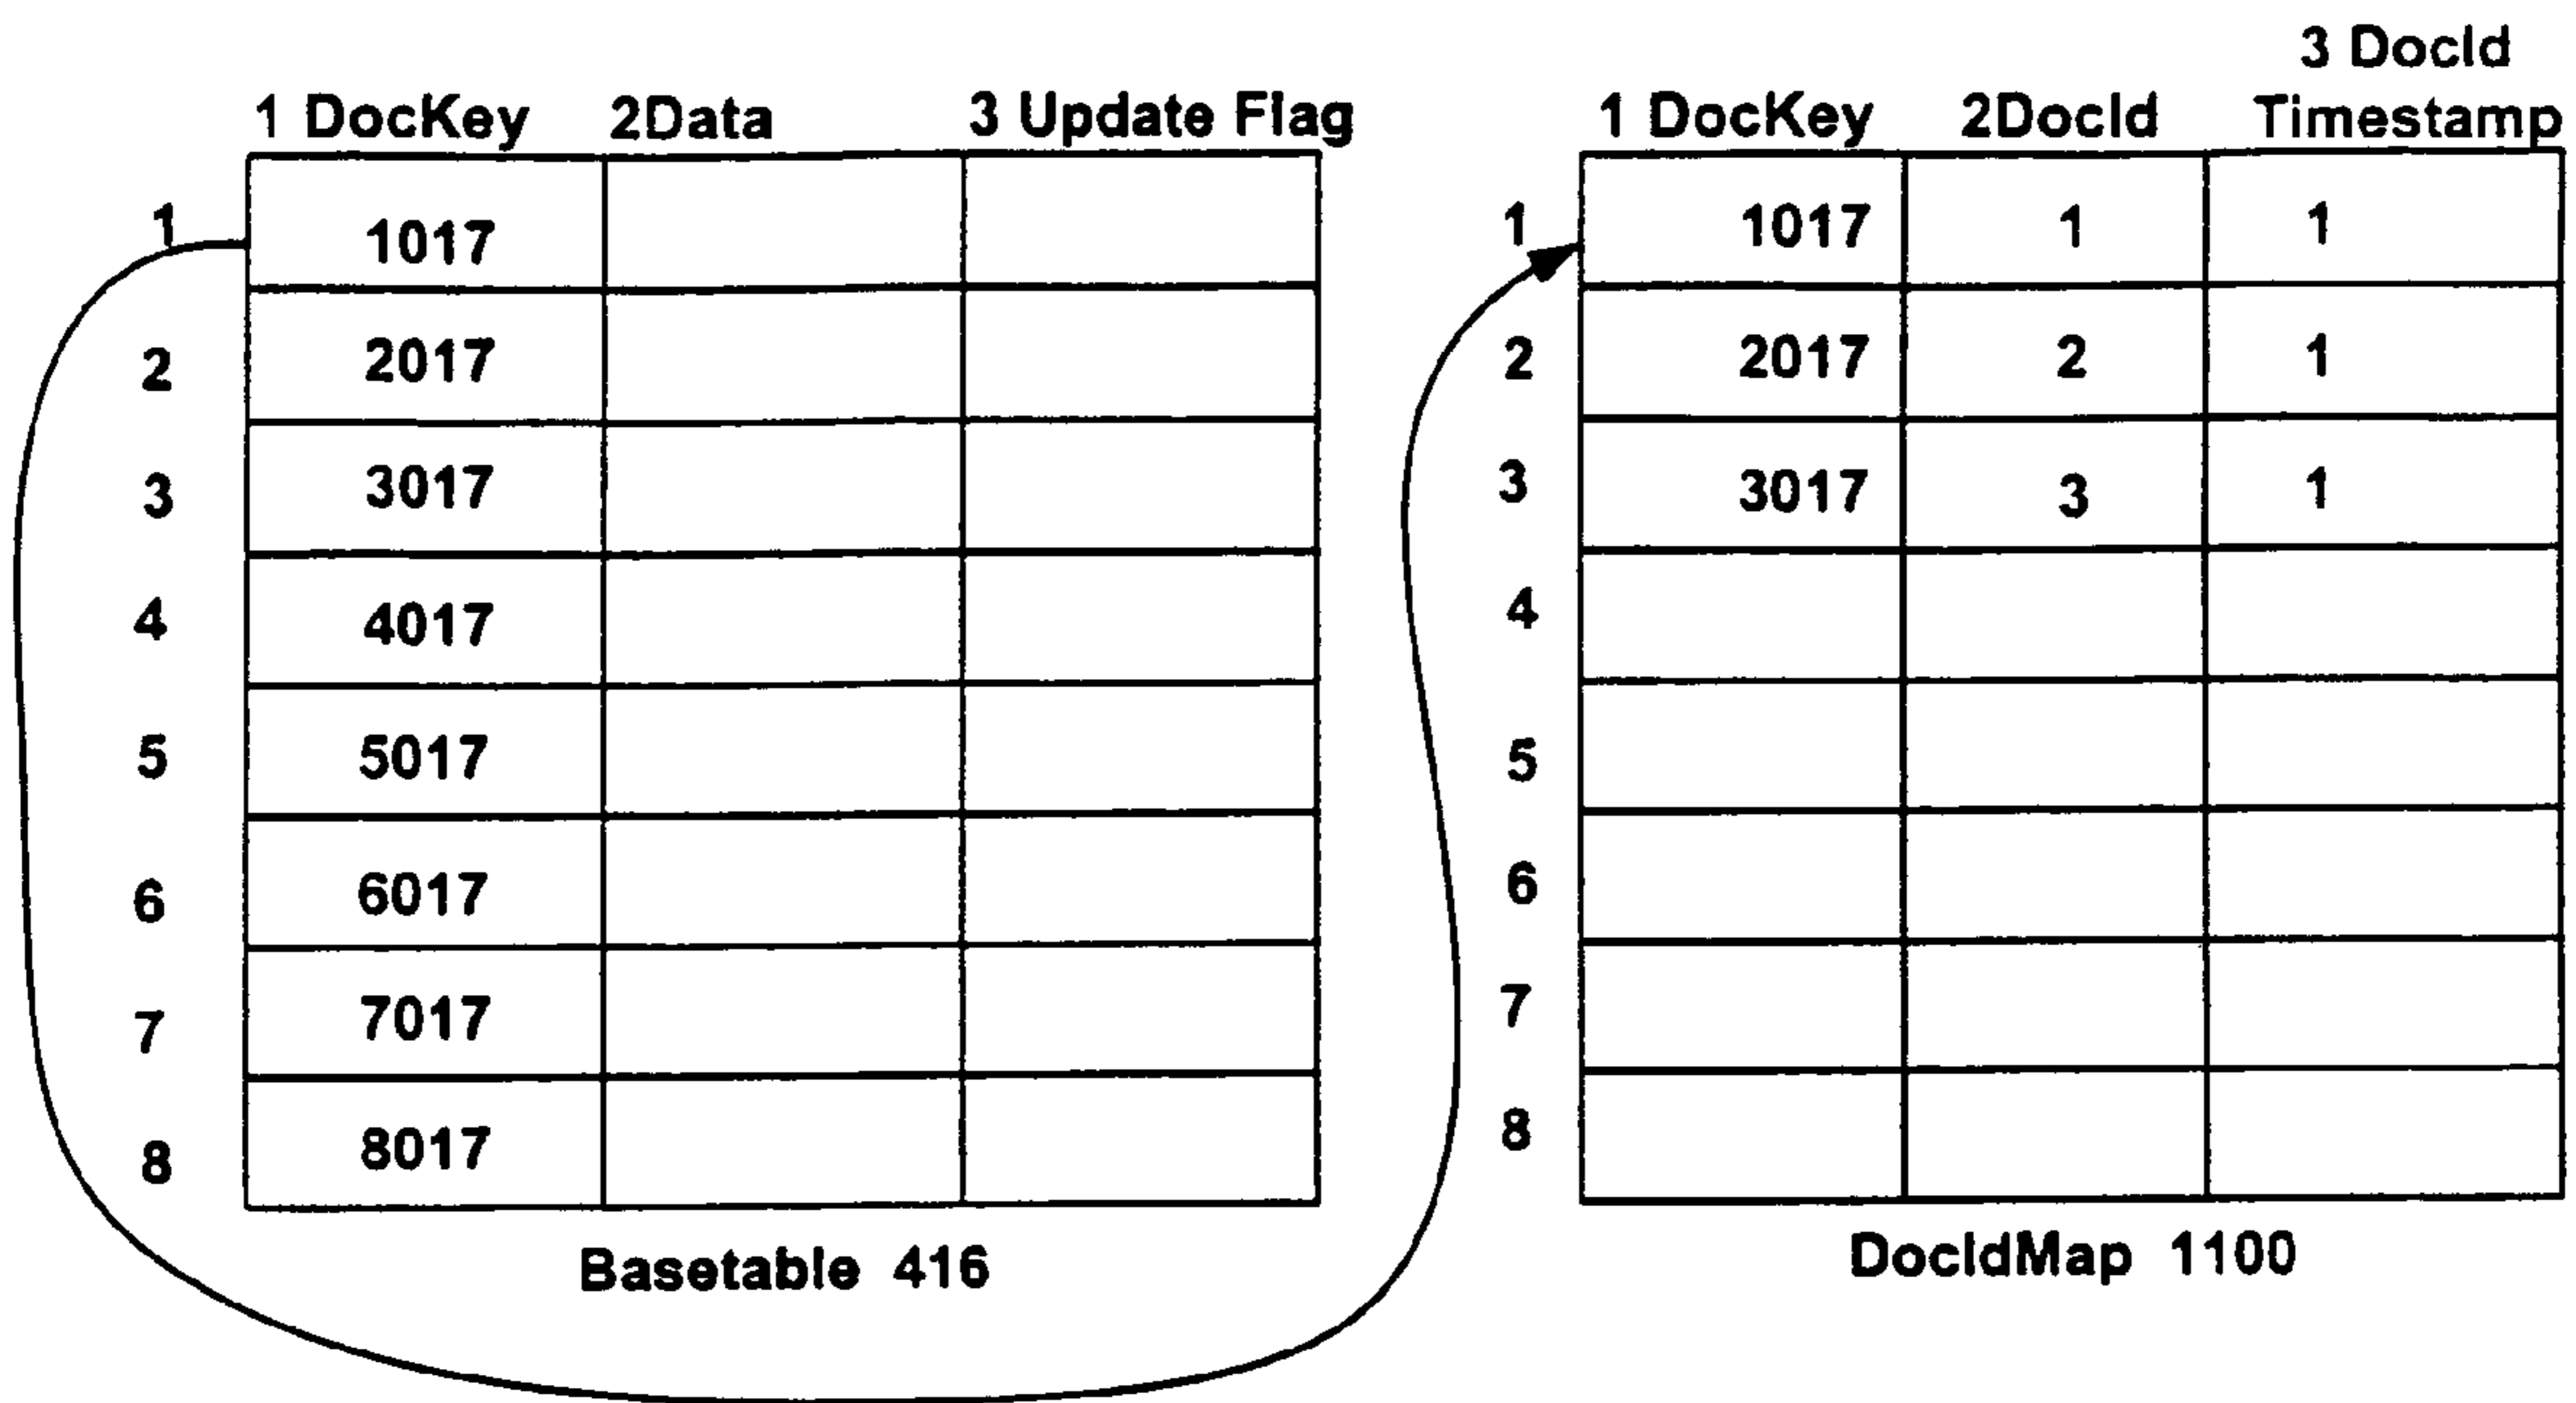 1 DocKey 2Data 3 Update Flag
1 1017
2 2017
3 3017
4 4017
5 5017
6 6017
7 7017
8 8017
Basetable 416
3 DocId
1 DocKey 2DocId Timestamp
1 1017 1 1
2 2017 2 1
3 3017 3 1
4
5
6
7
8
DocIdMap 1100